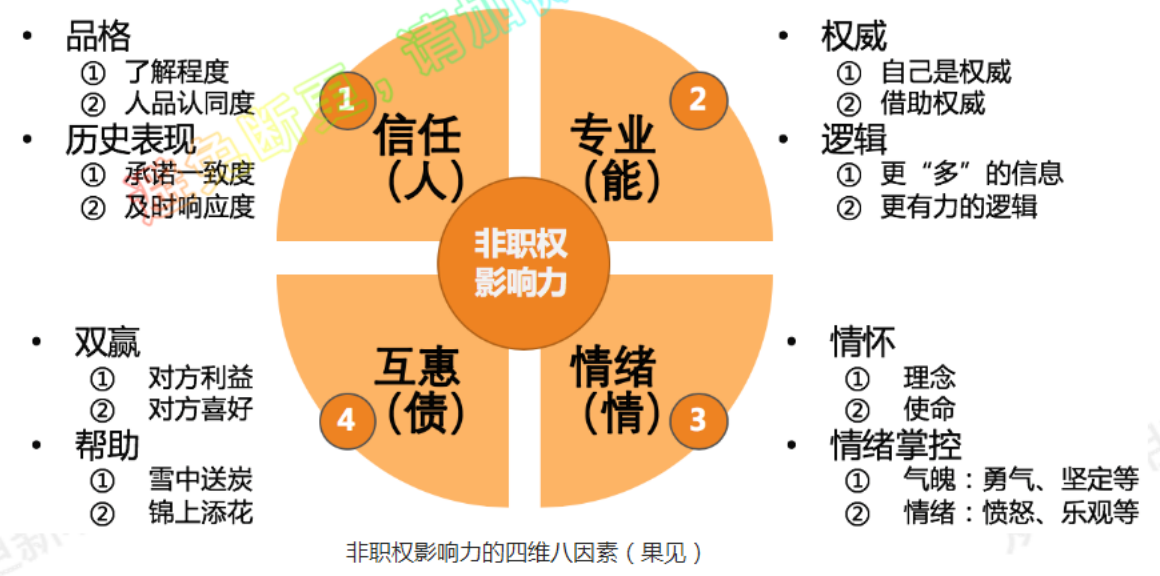 • 品格
① 了解程度
② 人品认同度
• 历史表现
① 承诺一致度
② 及时响应度
1
信任
（人）
2
专业
（能）
• 权威
① 自己是权威
② 借助权威
• 逻辑
① 更“多”的信息
② 更有力的逻辑
非职权
影响力
• 双赢
① 对方利益
② 对方喜好
• 帮助
① 雪中送炭
② 锦上添花
互惠
4（债）
情绪
（情）3
• 情怀
① 理念
② 使命
• 情绪掌控
① 气魄：勇气、坚定等
② 情绪：愤怒、乐观等
非职权影响力的四维八因素（果见）
避免断更，请加微